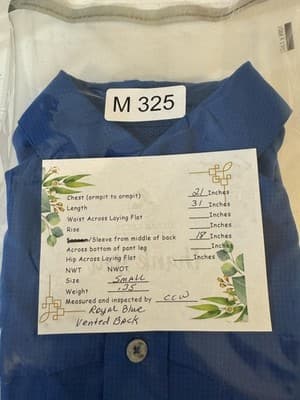 M 325
Chest (armpit to armpit) 21 Inches
Length 31 Inches
Waist Across Laying Flat Inches
Rise Inches
/Sleeve from middle of back 18 Inches
Across bottom of pant leg Inches
Hip Across Laying Flat Inches
NWT NWOT
Size Small
Weight .135
Measured and inspected by CCW
Royal Blue
Vented Back